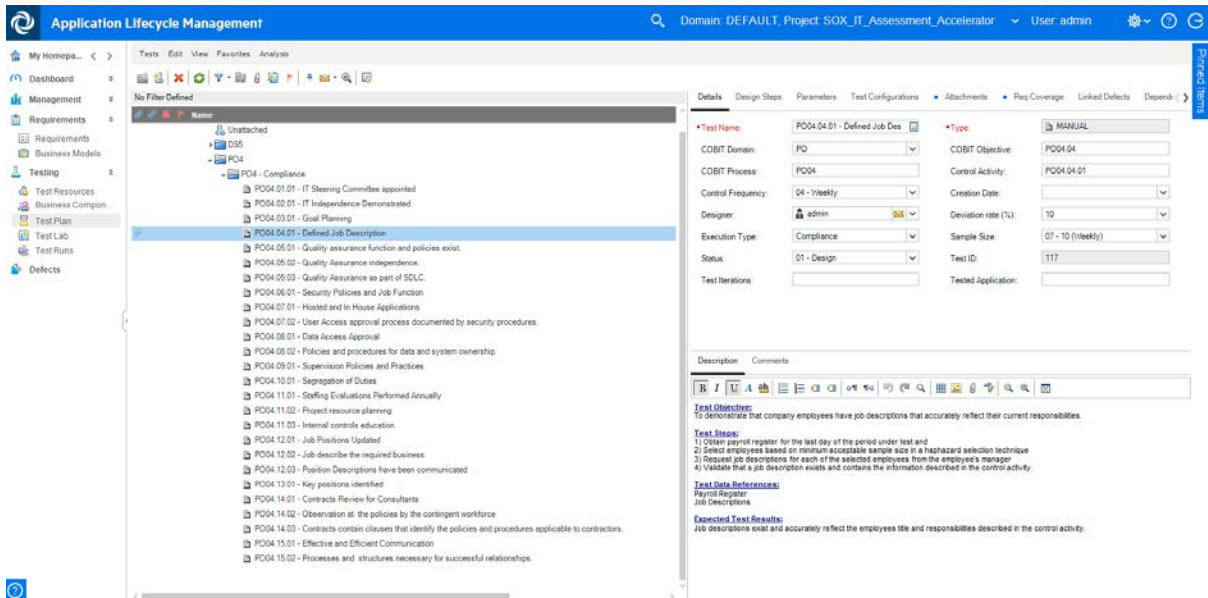 Application Lifecycle Management
Domain: DEFAULT, Project: SOX_IT_Assessment_Accelerator User: admin
My Homepa...
Dashboard
Management
Requirements
Requirements
Business Models
Testing
Test Resources
Business Compon...
Test Plan
Test Lab
Test Runs
Defects
Tests Edit View Favorites Analysis
No Filter Defined
Name
Unattached
DS5
PO4
PO4 - Compliance
PO04.01.01 - IT Steering Committee appointed
PO04.02.01 - IT Independence Demonstrated
PO04.03.01 - Goal Planning
PO04.04.01 - Defined Job Description
PO04.05.01 - Quality assurance function and policies exist.
PO04.05.02 - Quality Assurance independence.
PO04.05.03 - Quality Assurance as part of SDLC.
PO04.06.01 - Security Policies and Job Function
PO04.07.01 - Hosted and In House Applications
PO04.07.02 - User Access approval process documented by security procedures.
PO04.08.01 - Data Access Approval
PO04.08.02 - Policies and procedures for data and system ownership.
PO04.09.01 - Supervision Policies and Practices
PO04.10.01 - Segregation of Duties
PO04.11.01 - Staffing Evaluations Performed Annually
PO04.11.02 - Project resource planning
PO04.11.03 - Internal controls education
PO04.12.01 - Job Positions Updated
PO04.12.02 - Job describe the required business
PO04.12.03 - Position Descriptions have been communicated
PO04.13.01 - Key positions identified
PO04.14.01 - Contracts Review for Consultants
PO04.14.02 - Observation at the policies by the contingent workforce
PO04.14.03 - Contracts contain clauses that identify the policies and procedures applicable to contractors.
PO04.15.01 - Effective and Efficient Communication
PO04.15.02 - Processes and structures necessary for successful relationships.
Details Design Steps Parameters Test Configurations Attachments Req Coverage Linked Defects Depende
*Test Name: PO04.04.01 - Defined Job Des *Type: MANUAL
COBIT Domain: PO COBIT Objective: PO04.04
COBIT Process: PO04 Control Activity: PO04.04.01
Control Frequency: 04 - Weekly Creation Date:
Designer: admin Deviation rate (%): 10
Execution Type: Compliance Sample Size: 07 - 10 (Weekly)
Status: 01 - Design Test ID: 117
Test Iterations: Tested Application:
Description Comments
Test Objective:
To demonstrate that company employees have job descriptions that accurately reflect their current responsibilities.
Test Steps:
1) Obtain payroll register for the last day of the period under test and
2) Select employees based on minimum acceptable sample size in a haphazard selection technique
3) Request job descriptions for each of the selected employees from the employee's manager
4) Validate that a job description exists and contains the information described in the control activity.
Test Data References:
Payroll Register
Job Descriptions
Expected Test Results:
Job descriptions exist and accurately reflect the employees title and responsibilities described in the control activity.
Pinned Items